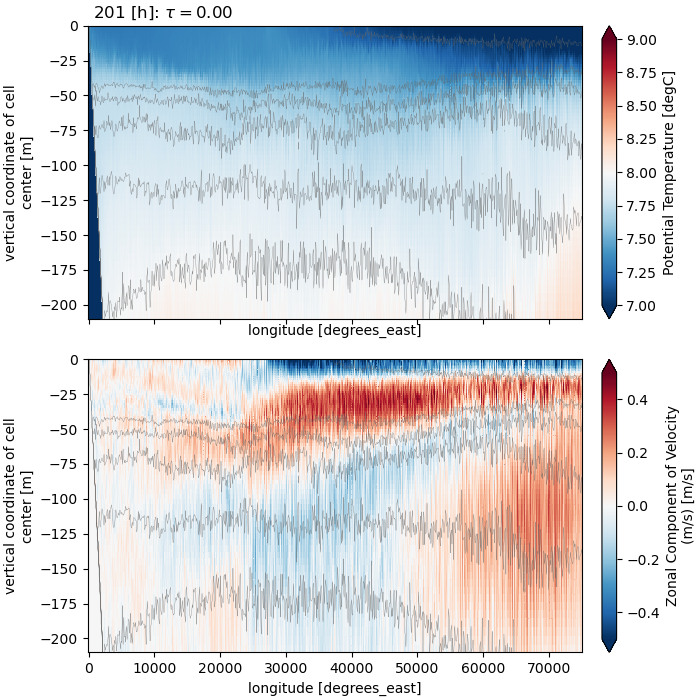 201 [h]: τ = 0.00
0
−25
−50
−75
−100
−125
−150
−175
−200
vertical coordinate of cell
center [m]
longitude [degrees_east]
9.00
8.75
8.50
8.25
8.00
7.75
7.50
7.25
7.00
Potential Temperature [degC]
0
−25
−50
−75
−100
−125
−150
−175
−200
vertical coordinate of cell
center [m]
0 10000 20000 30000 40000 50000 60000 70000
longitude [degrees_east]
0.4
0.2
0.0
−0.2
−0.4
Zonal Component of Velocity
(m/s) [m/s]